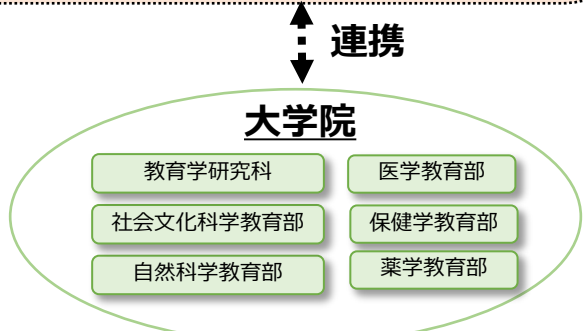 連携
大学院
教育学研究科
医学教育部
社会文化科学教育部
保健学教育部
自然科学教育部
薬学教育部